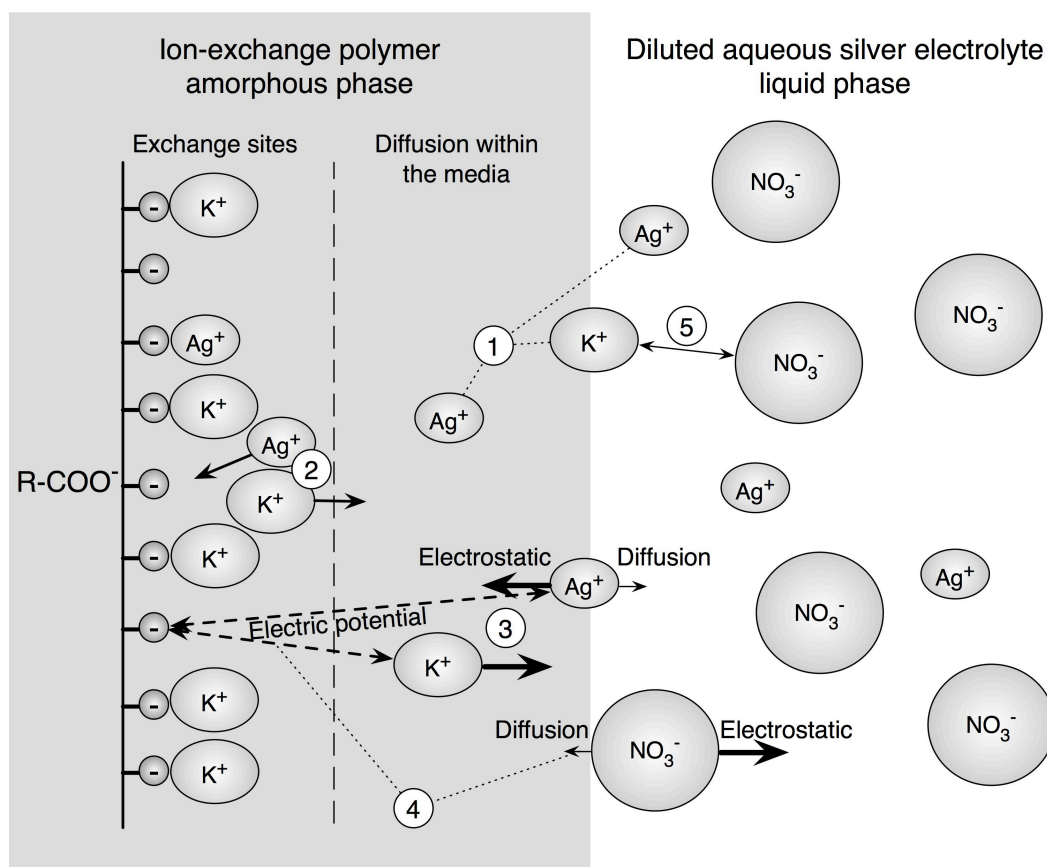 Ion-exchange polymer
amorphous phase
Diluted aqueous silver electrolyte
liquid phase
Exchange sites
Diffusion within
the media
-
K⁺
NO₃⁻
Ag⁺
-
NO₃⁻
-
Ag⁺
1
K⁺
5
NO₃⁻
-
K⁺
Ag⁺
Ag⁺
2
R-COO⁻
-
K⁺
Ag⁺
-
K⁺
Electrostatic
Ag⁺
Diffusion
NO₃⁻
Ag⁺
-
Electric potential
3
K⁺
-
K⁺
Diffusion
NO₃⁻
Electrostatic
NO₃⁻
-
K⁺
4